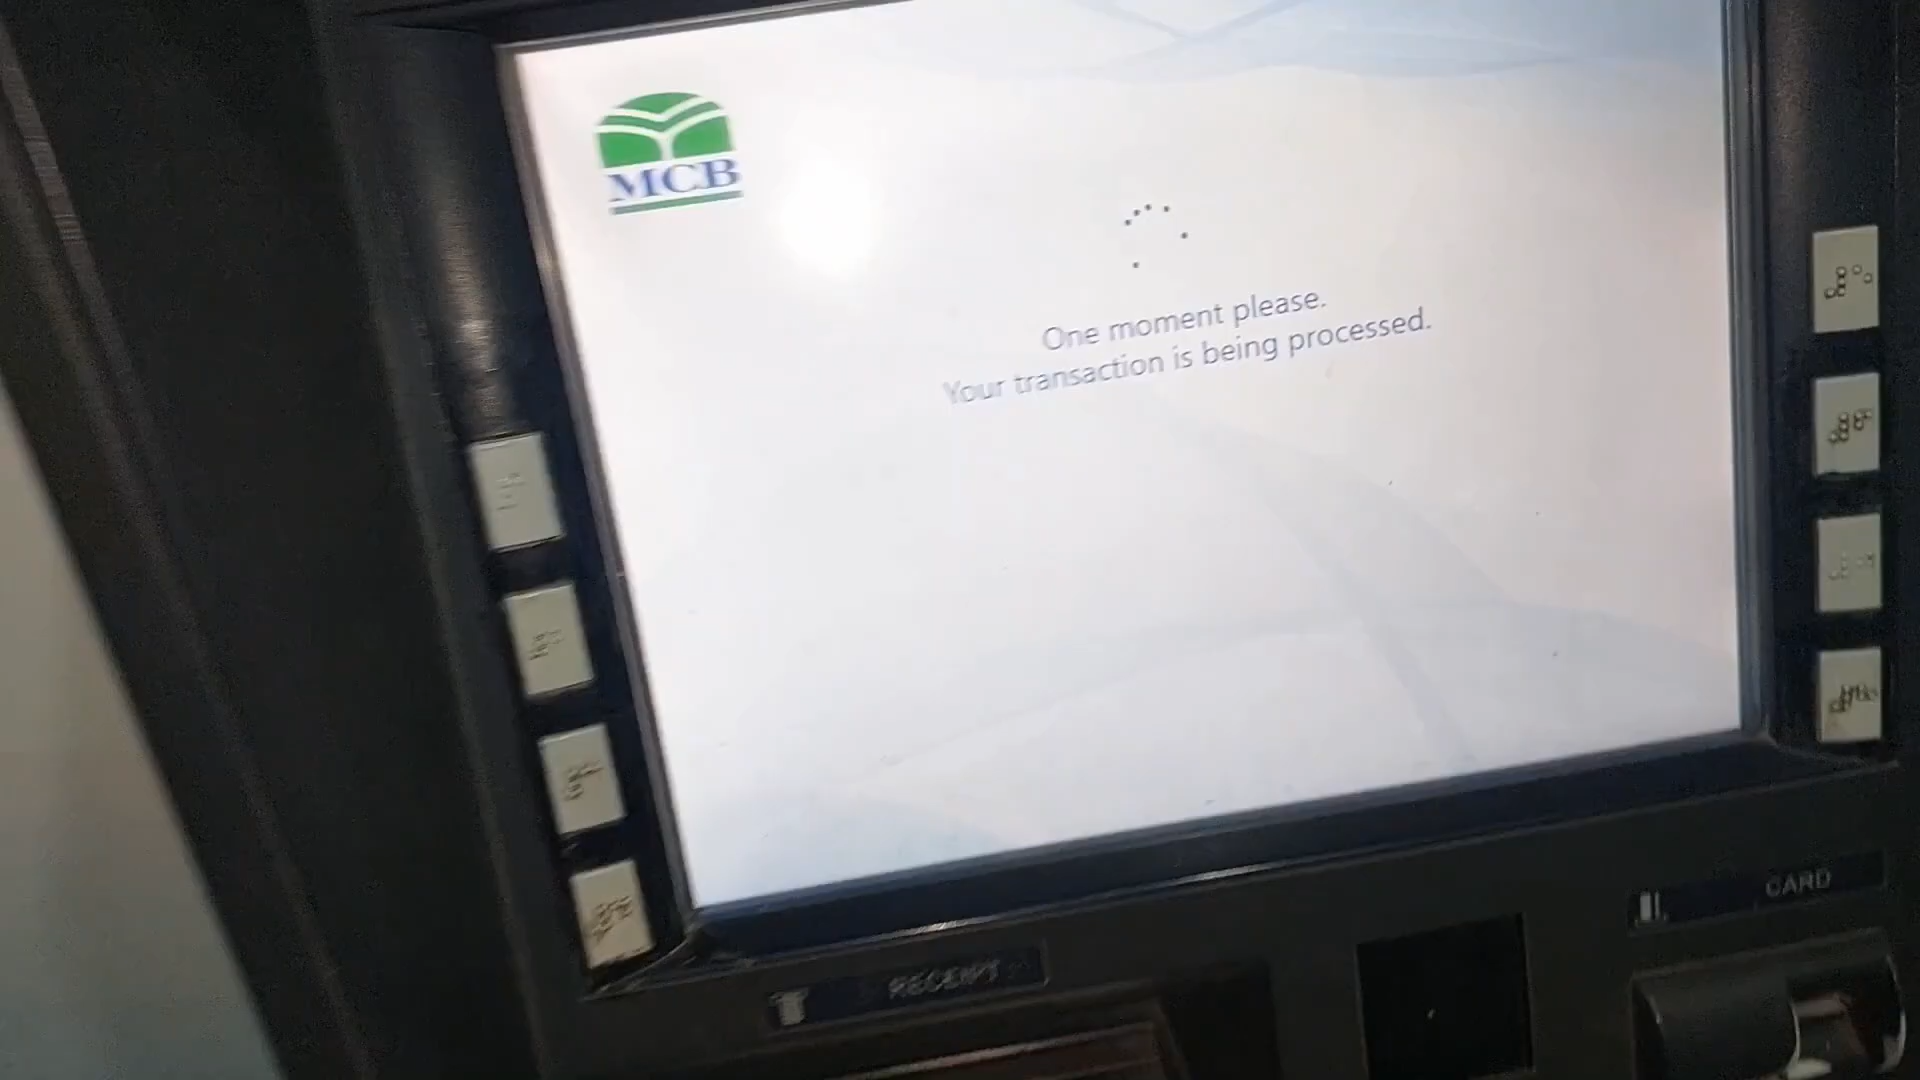 MCB
One moment please.
Your transaction is being processed.
CARD
RECEIPT